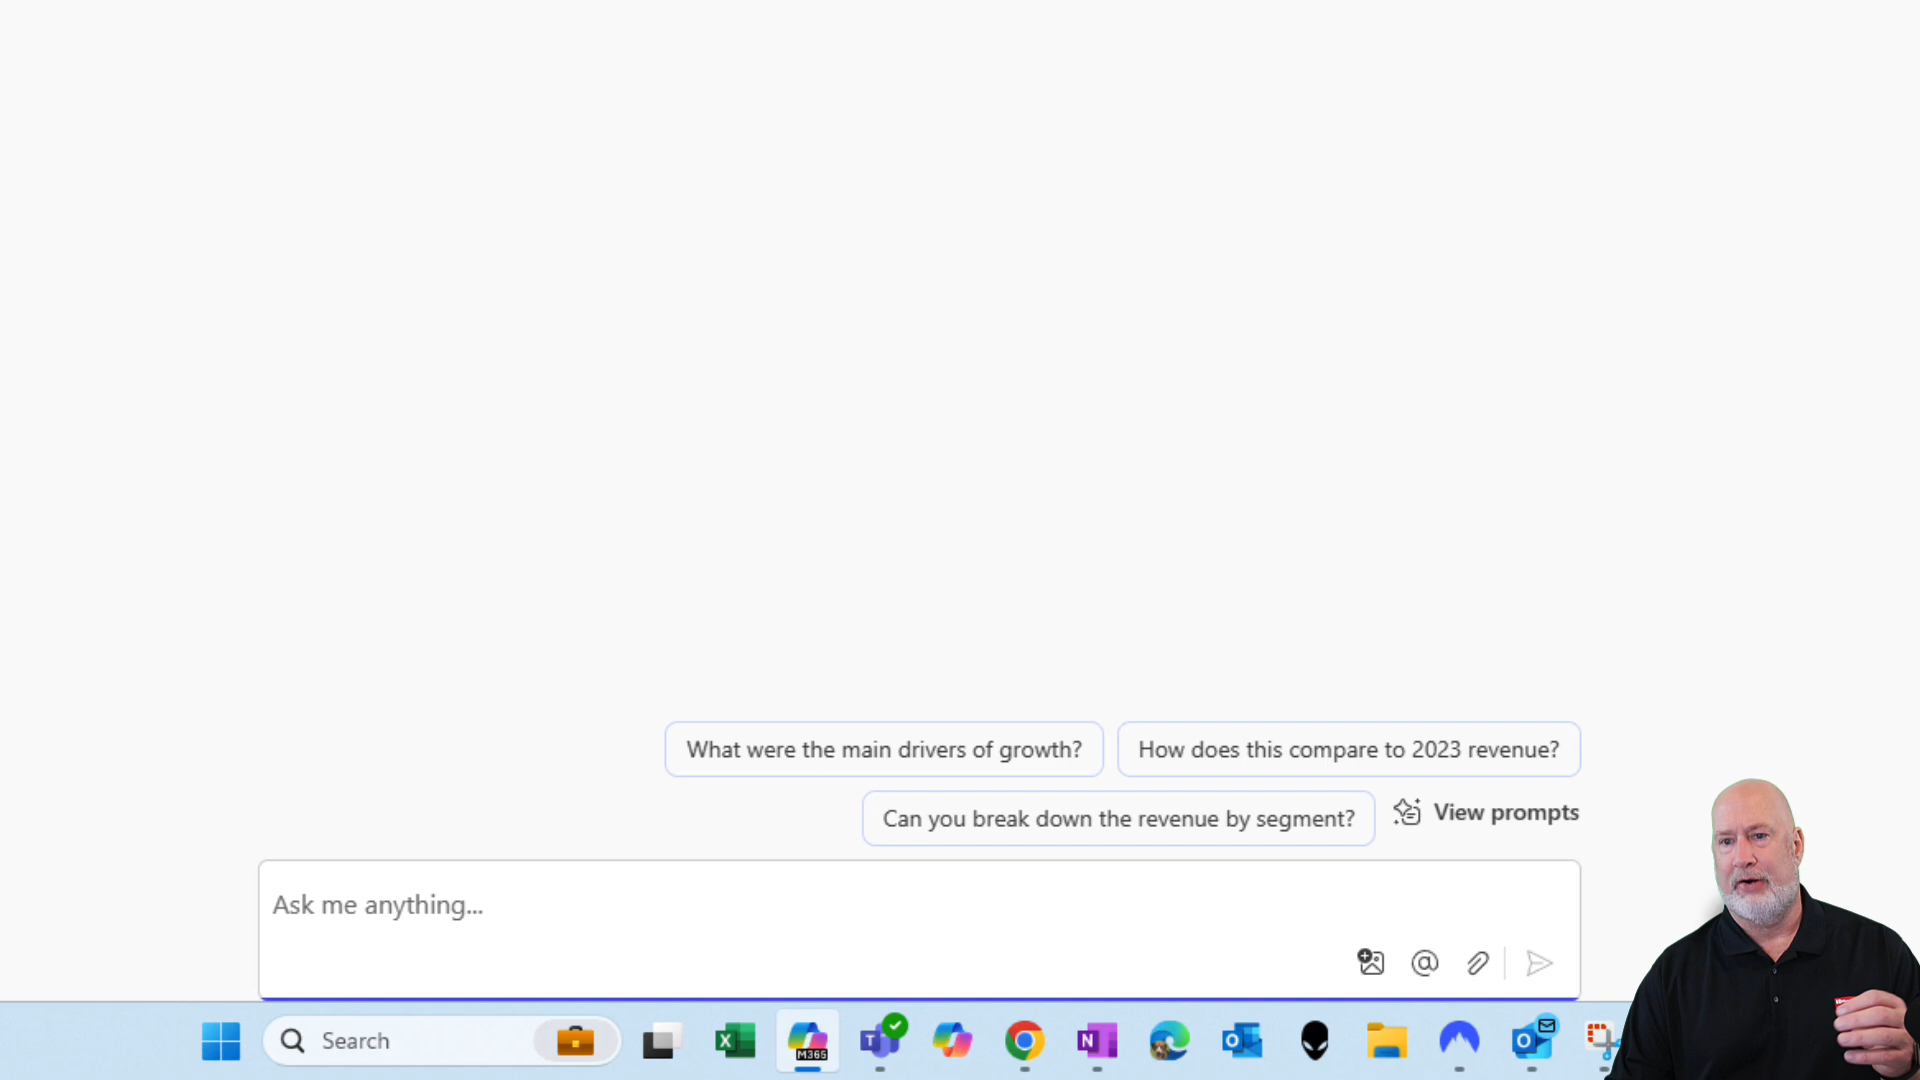 What were the main drivers of growth?
How does this compare to 2023 revenue?
Can you break down the revenue by segment?
View prompts
Ask me anything...
Search
X
M365
T
N
O
O